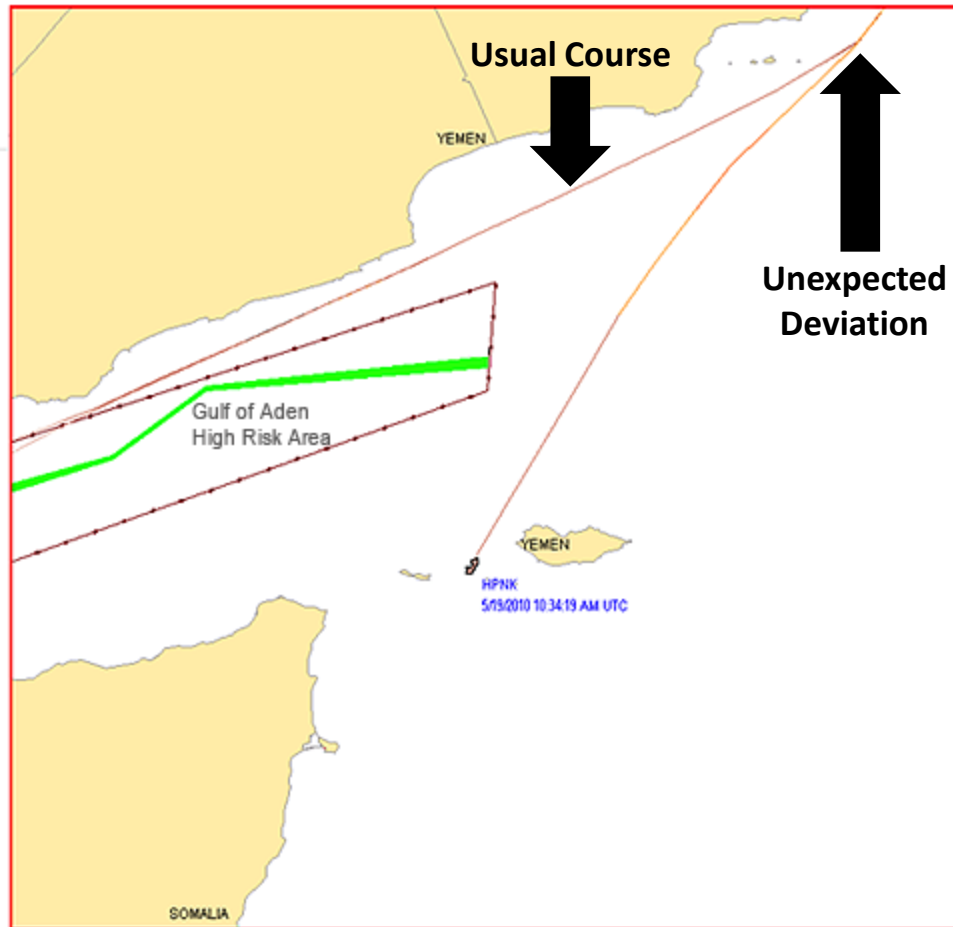 Usual Course
YEMEN
Unexpected
Deviation
Gulf of Aden
High Risk Area
YEMEN
HPNK
5/19/2010 10:34:19 AM UTC
SOMALIA